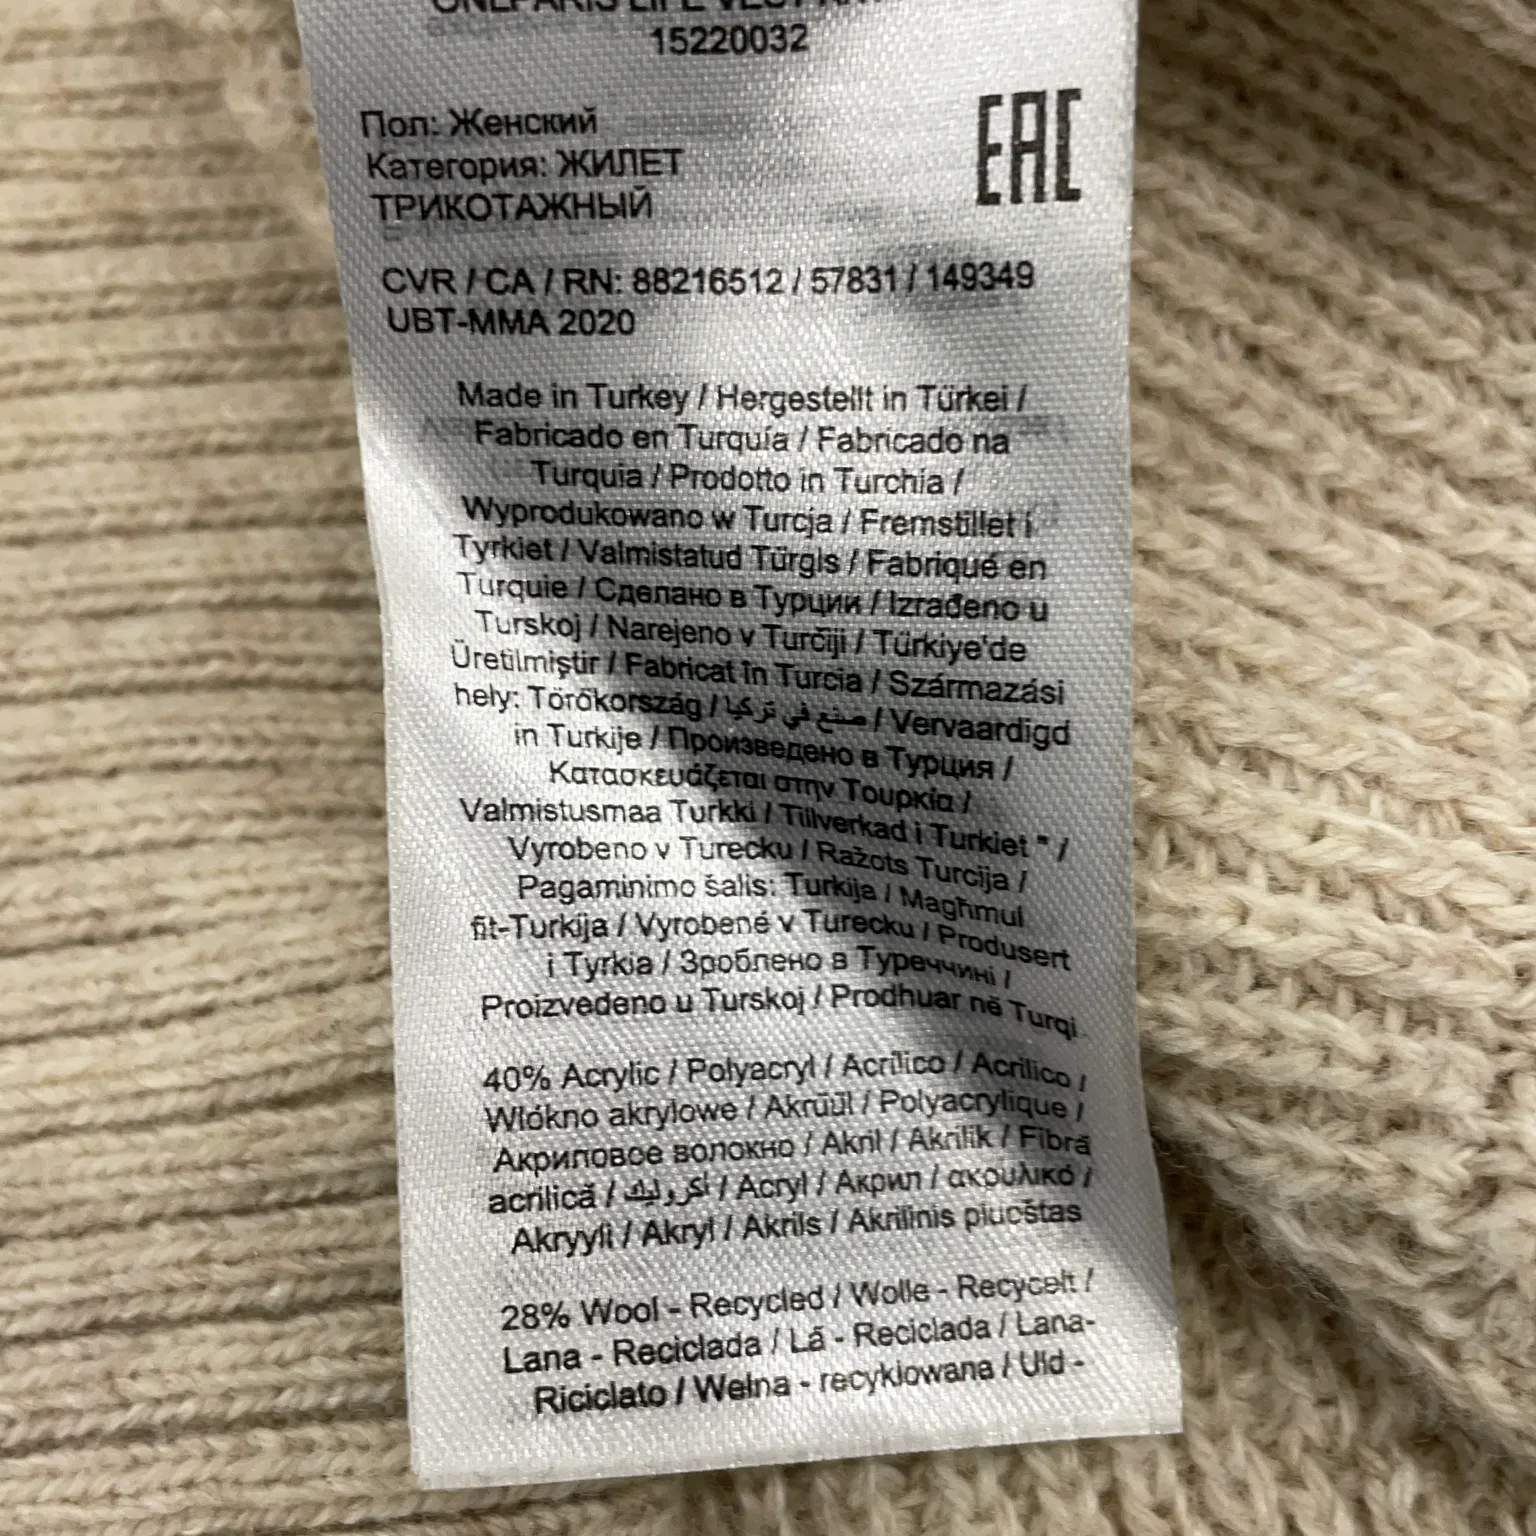 ONLPARIS LIFE VEST
15220032
EAC
Пол: Женский
Категория: ЖИЛЕТ
ТРИКОТАЖНЫЙ
CVR / CA / RN: 88216512 / 57831 / 149349
UBT-MMA 2020
Made in Turkey / Hergestellt in Türkei /
Fabricado en Turquía / Fabricado na
Turquia / Prodotto in Turchia /
Wyprodukowano w Turcja / Fremstillet i
Tyrkiet / Valmistatud Türgis / Fabriqué en
Turquie / Сделано в Турции / Izrađeno u
Turskoj / Narejeno v Turčiji / Türkiye'de
Üretilmiştir / Fabricat în Turcia / Származási
hely: Törökország / صنع في تركيا / Vervaardigd
in Turkije / Произведено в Турция /
Κατασκευάζεται στην Τουρκία /
Valmistusmaa Turkki / Tillverkad i Turkiet " /
Vyrobeno v Turecku / Ražots Turcija /
Pagaminimo šalis: Turkija / Magħmul
fit-Turkija / Vyrobené v Turecku / Produsert
i Tyrkia / Зроблено в Туреччині /
Proizvedeno u Turskoj / Prodhuar në Turqi
40% Acrylic / Polyacryl / Acrílico / Acrílico /
Włókno akrylowe / Akrüül / Polyacrylique /
Акриловое волокно / Akril / Akrilik / Fibră
acrilică / أكروليك / Acryl / Акрил / ακρυλικό /
Akryyli / Akryl / Akrils / Akrilinis pluoštas
28% Wool - Recycled / Wolle - Recycelt /
Lana - Reciclada / Lã - Reciclada / Lana-
Riciclato / Wełna - recyklowana / Uld -